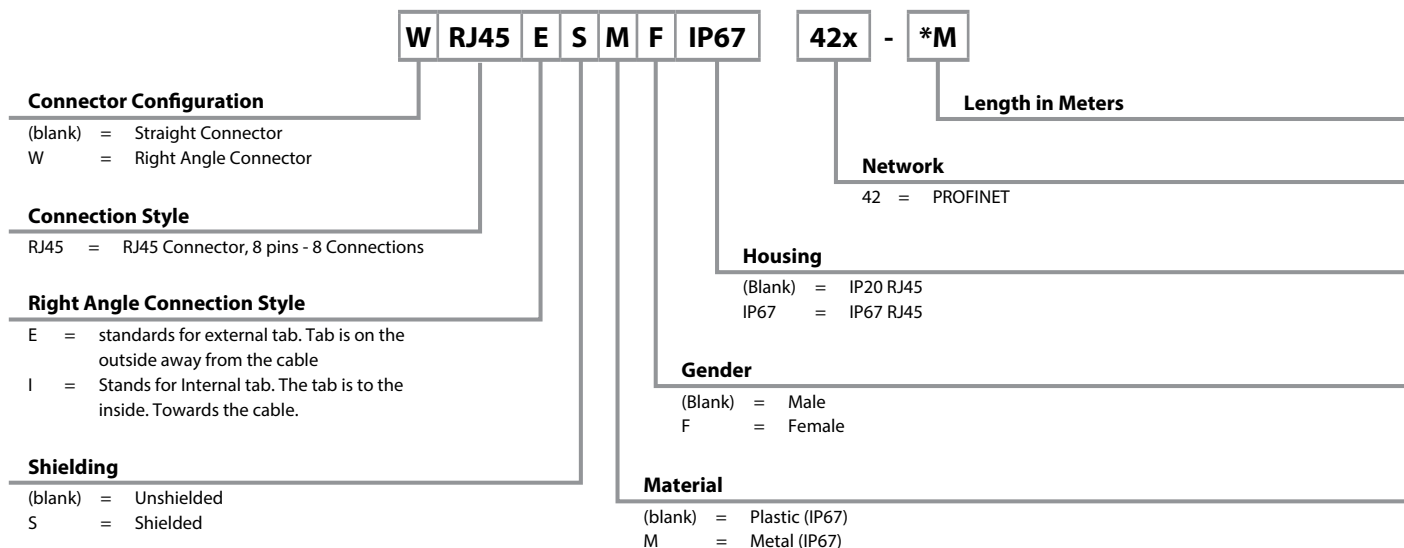 W RJ45 E S M F IP67 42x - *M
Connector Configuration
(blank) = Straight Connector
W = Right Angle Connector
Connection Style
RJ45 = RJ45 Connector, 8 pins - 8 Connections
Right Angle Connection Style
E = standards for external tab. Tab is on the
outside away from the cable
I = Stands for Internal tab. The tab is to the
inside. Towards the cable.
Shielding
(blank) = Unshielded
S = Shielded
Length in Meters
Network
42 = PROFINET
Housing
(Blank) = IP20 RJ45
IP67 = IP67 RJ45
Gender
(Blank) = Male
F = Female
Material
(blank) = Plastic (IP67)
M = Metal (IP67)